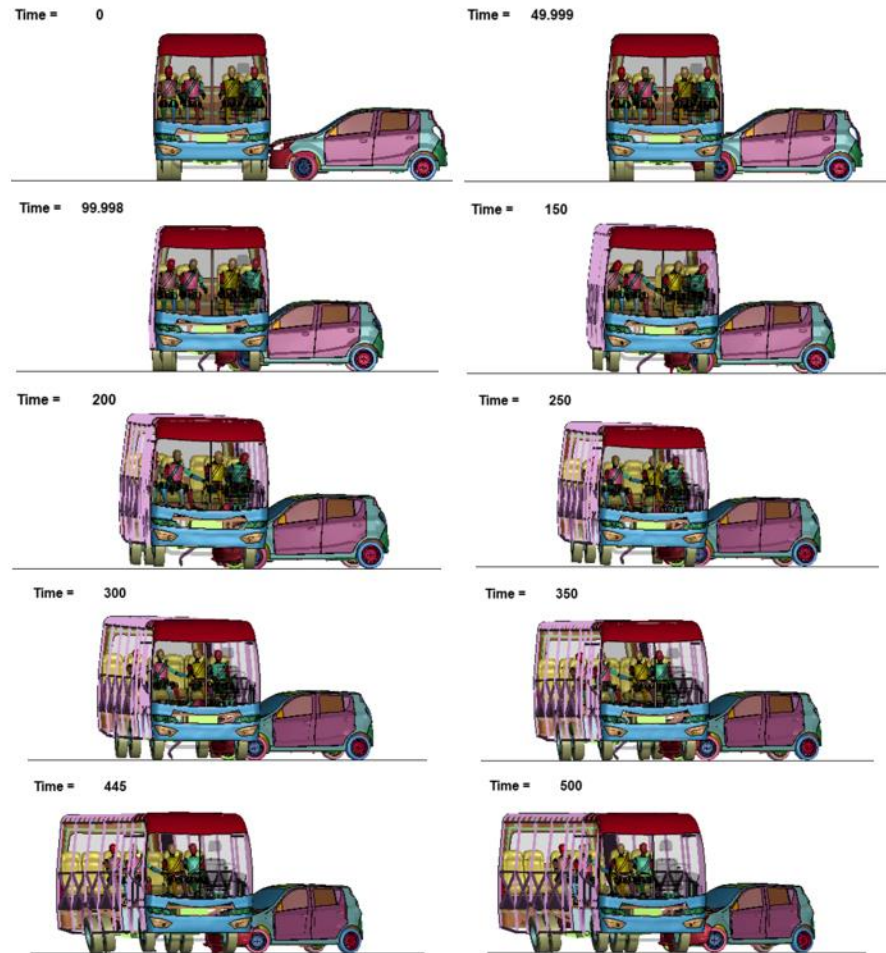 Time = 0
Time = 49.999
Time = 99.998
Time = 150
Time = 200
Time = 250
Time = 300
Time = 350
Time = 445
Time = 500